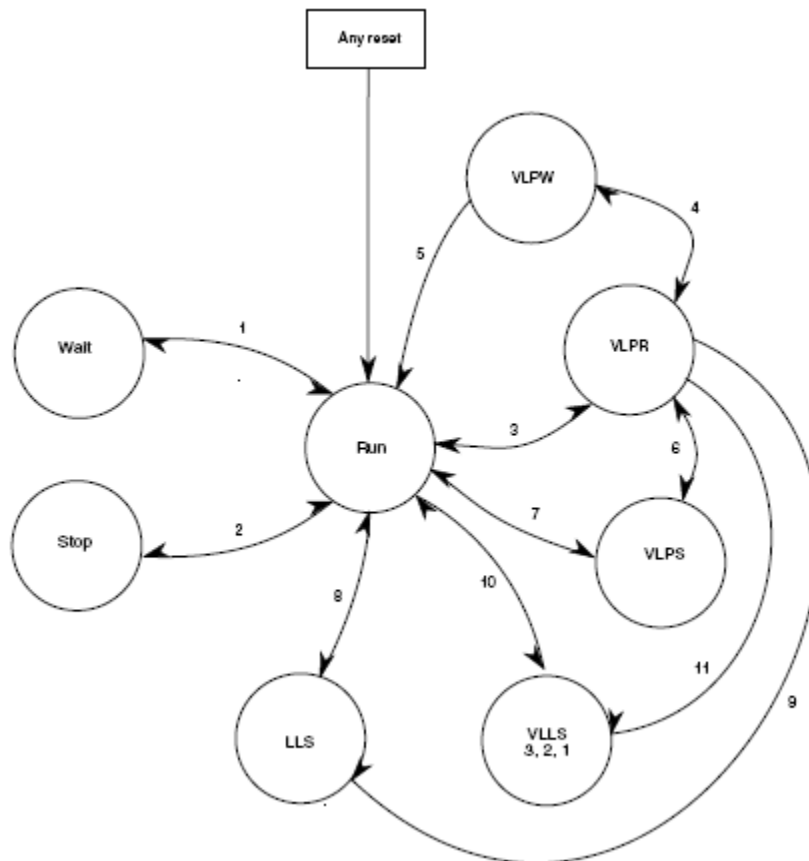 Any reset
VLPW
4
5
1
Wait
VLPR
3
Run
6
7
Stop
2
VLPS
10
8
11
9
LLS
VLLS
3, 2, 1